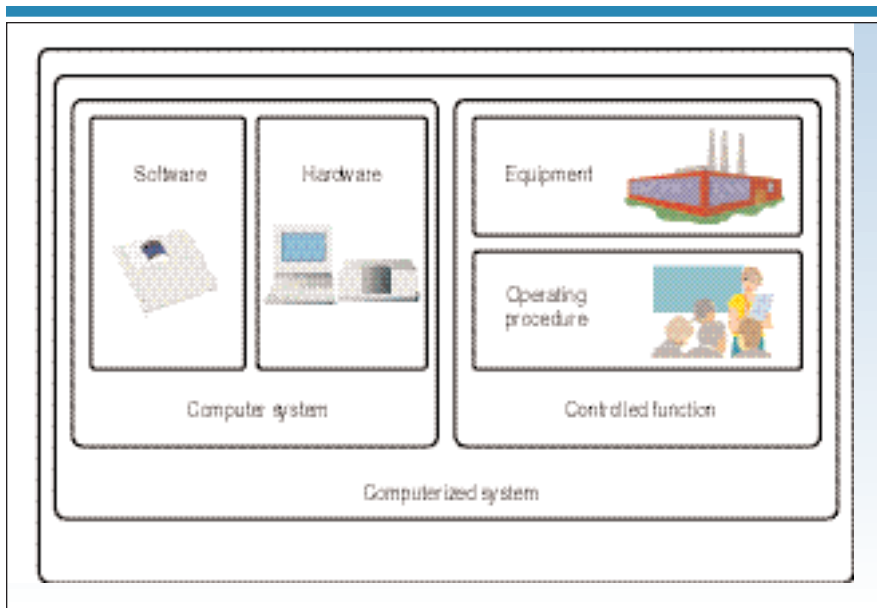 Software
Hardware
Equipment
Operating
procedure
Computer system
Controlled function
Computerized system